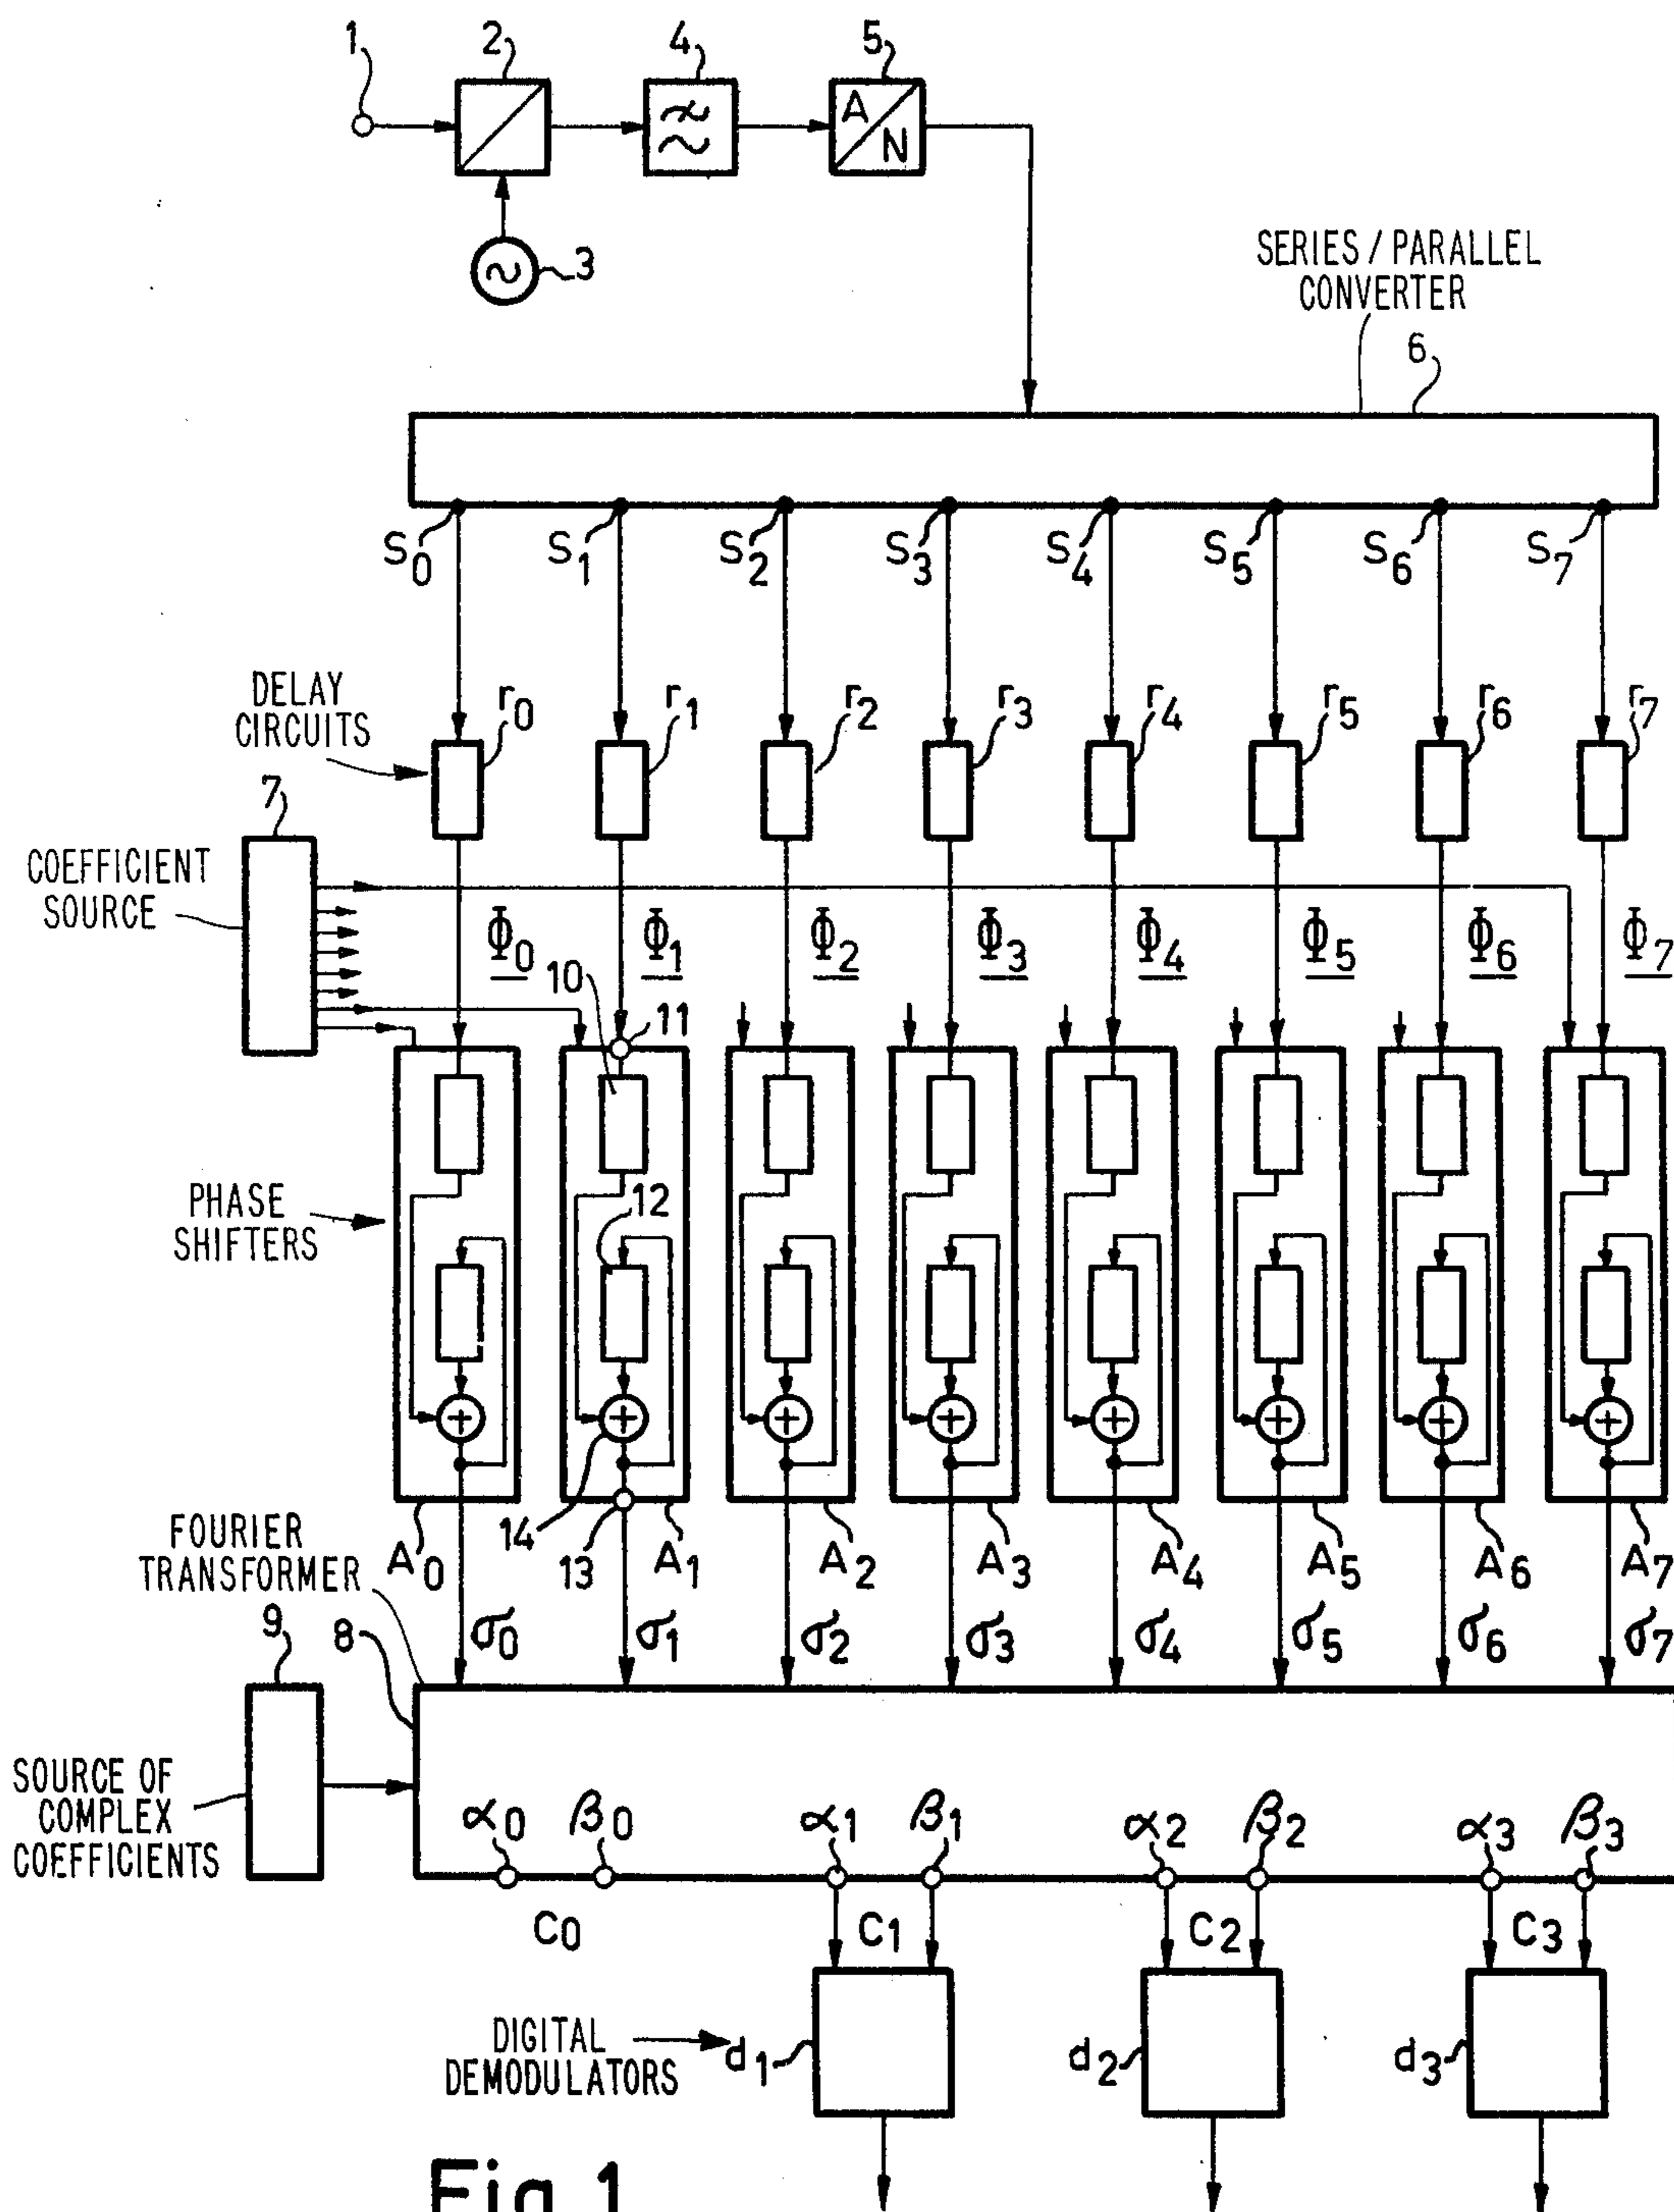 1 2 4 5
A/N
3
SERIES / PARALLEL
CONVERTER
6
S0 S1 S2 S3 S4 S5 S6 S7
DELAY
CIRCUITS
r0 r1 r2 r3 r4 r5 r6 r7
7
COEFFICIENT
SOURCE
Φ0 Φ1 Φ2 Φ3 Φ4 Φ5 Φ6 Φ7
10 11
PHASE
SHIFTERS
12
14 13
A0 A1 A2 A3 A4 A5 A6 A7
FOURIER
TRANSFORMER
9 8
σ0 σ1 σ2 σ3 σ4 σ5 σ6 σ7
SOURCE OF
COMPLEX
COEFFICIENTS
α0 β0 α1 β1 α2 β2 α3 β3
C0 C1 C2 C3
DIGITAL
DEMODULATORS
d1 d2 d3
Fig. 1